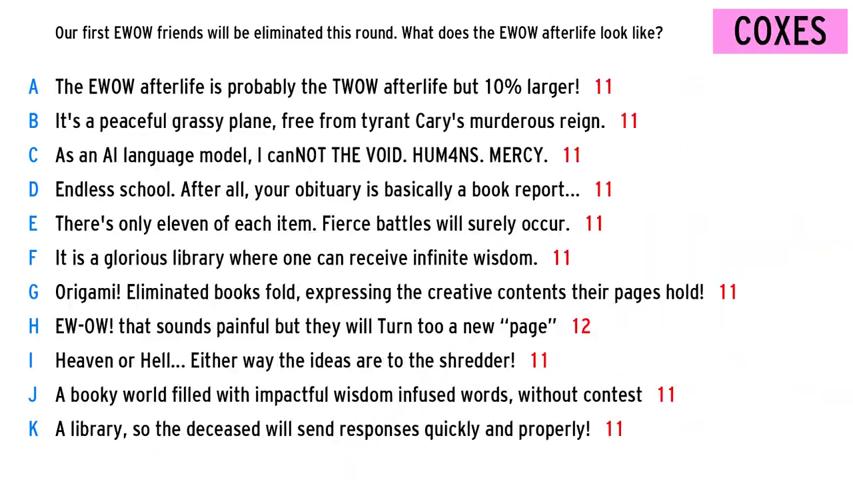 Our first EWOW friends will be eliminated this round. What does the EWOW afterlife look like?
COXES
A The EWOW afterlife is probably the TWOW afterlife but 10% larger! 11
B It's a peaceful grassy plane, free from tyrant Cary's murderous reign. 11
C As an AI language model, I canNOT THE VOID. HUM4NS. MERCY. 11
D Endless school. After all, your obituary is basically a book report... 11
E There's only eleven of each item. Fierce battles will surely occur. 11
F It is a glorious library where one can receive infinite wisdom. 11
G Origami! Eliminated books fold, expressing the creative contents their pages hold! 11
H EW-OW! that sounds painful but they will Turn too a new “page” 12
I Heaven or Hell... Either way the ideas are to the shredder! 11
J A booky world filled with impactful wisdom infused words, without contest 11
K A library, so the deceased will send responses quickly and properly! 11